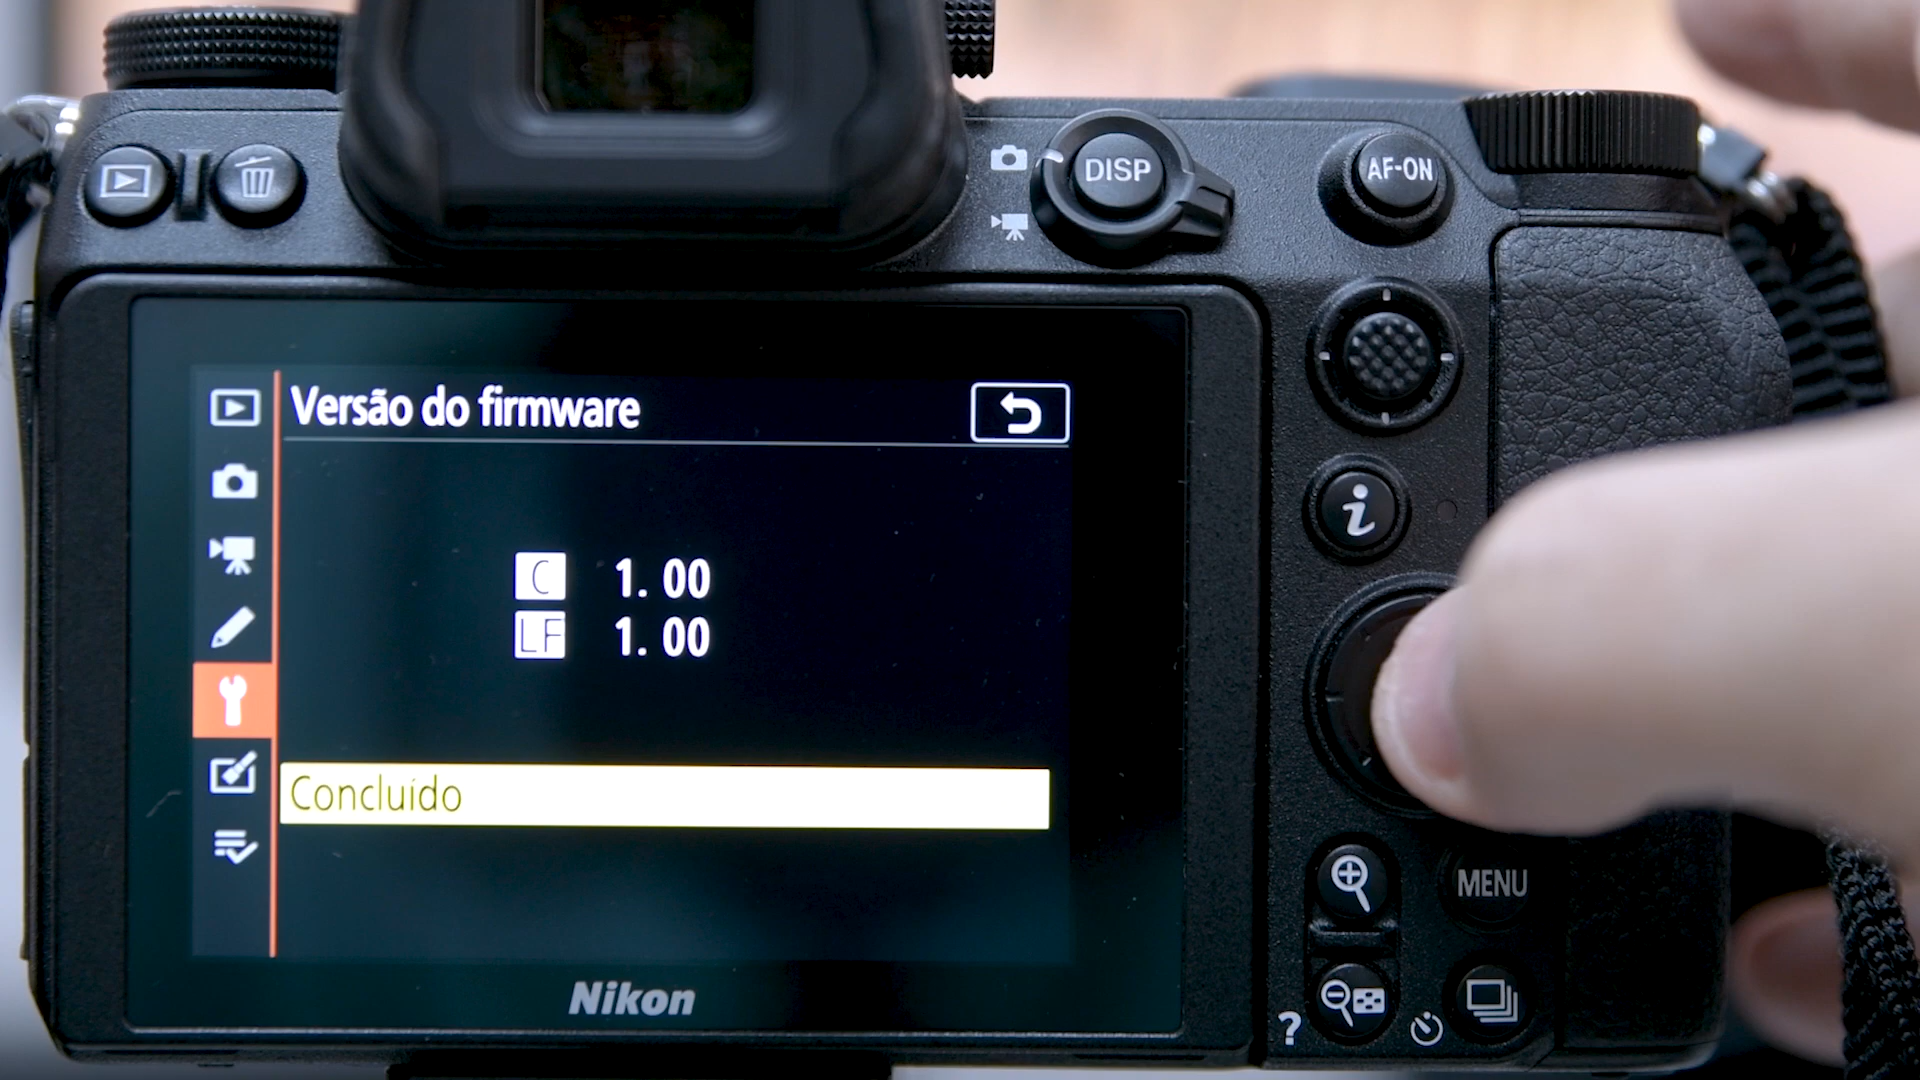 DISP
AF-ON
Versão do firmware
i
C 1.00
LF 1.00
Concluído
MENU
Nikon
?